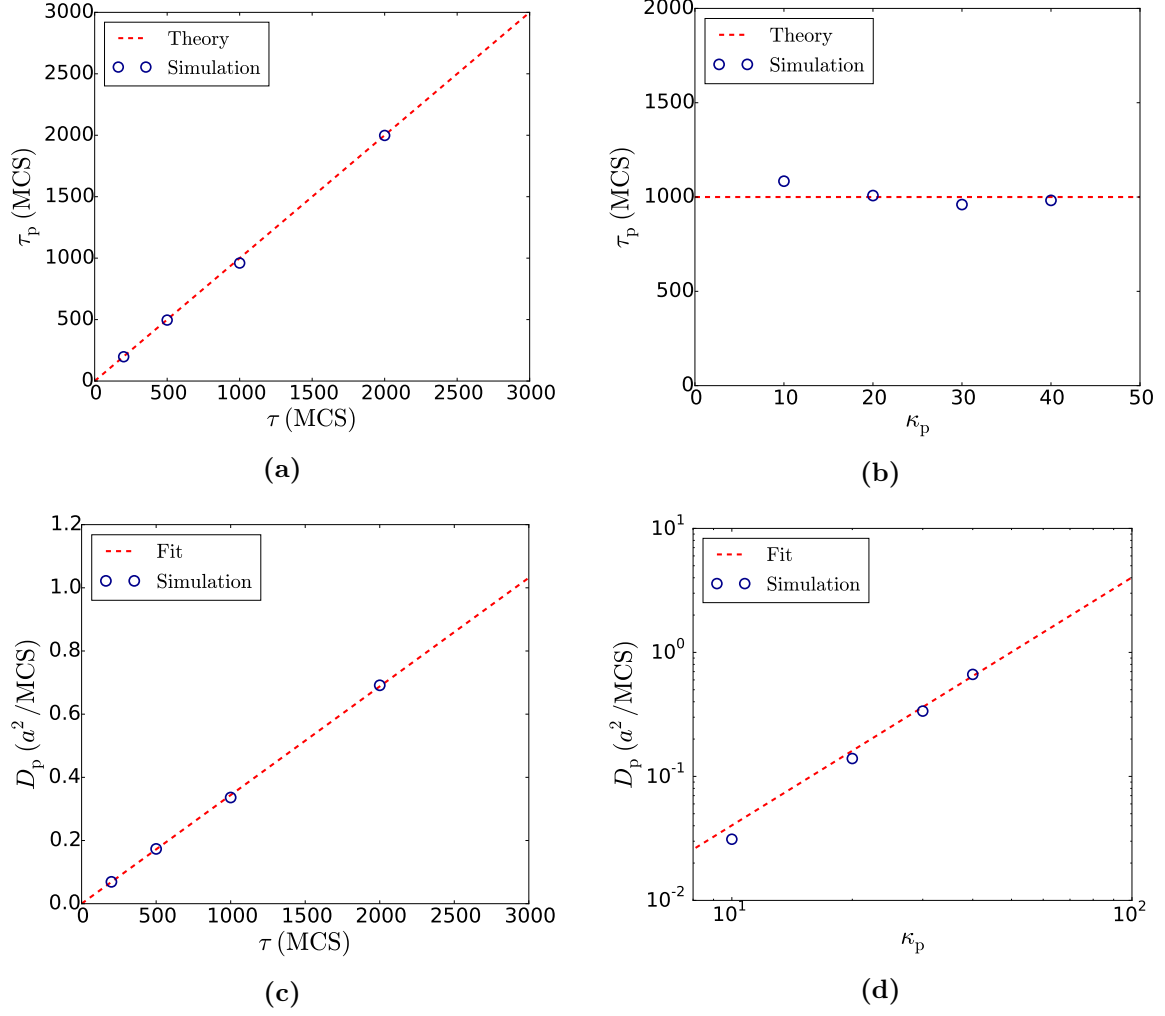 3000
2500
2000
1500
1000
500
0
τp (MCS)
Theory
Simulation
0 500 1000 1500 2000 2500 3000
τ (MCS)
(a)
2000
1500
1000
500
0
τp (MCS)
Theory
Simulation
0 10 20 30 40 50
κp
(b)
1.2
1.0
0.8
0.6
0.4
0.2
0.0
Dp (a² /MCS)
Fit
Simulation
0 500 1000 1500 2000 2500 3000
τ (MCS)
(c)
10¹
10⁰
10⁻¹
10⁻²
Dp (a² /MCS)
Fit
Simulation
10¹ 10²
κp
(d)